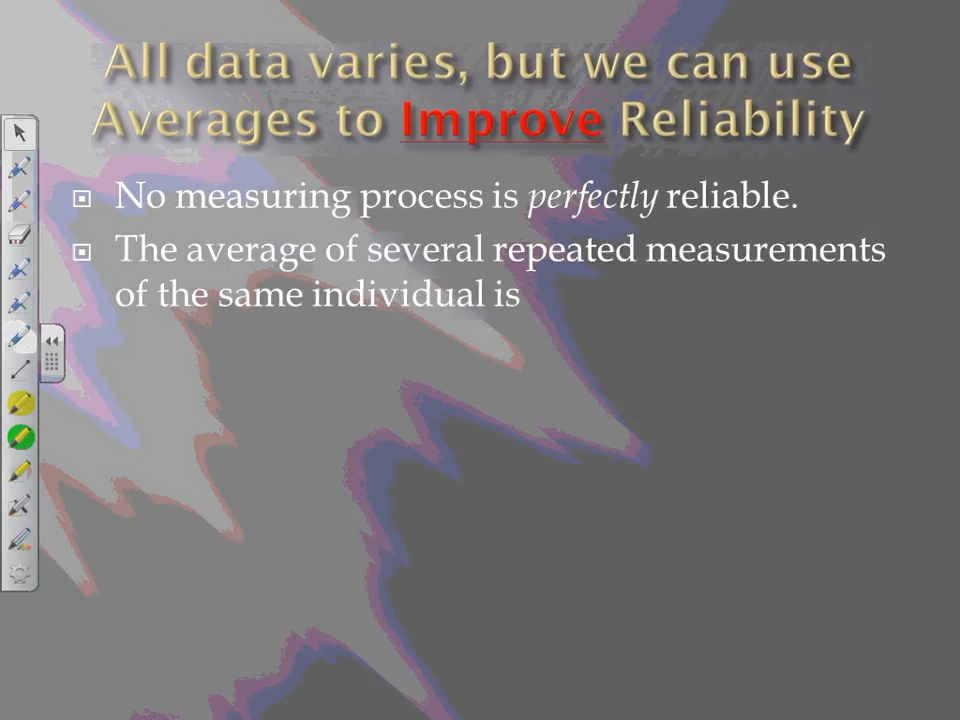 All data varies, but we can use
Averages to Improve Reliability
No measuring process is perfectly reliable.
The average of several repeated measurements
of the same individual is